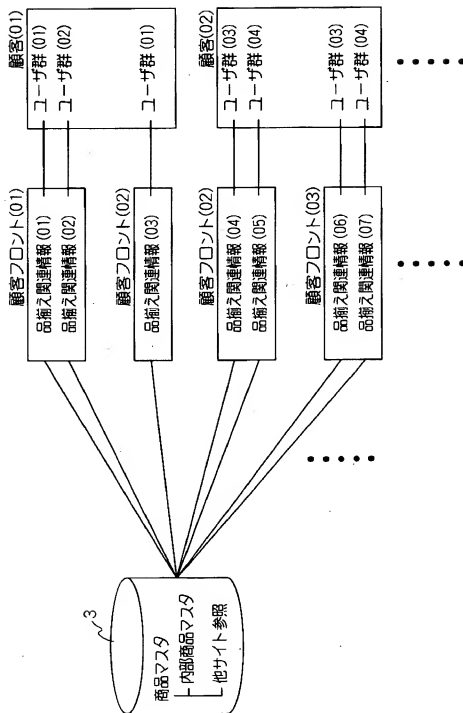 3
商品マスタ
内部商品マスタ
他サイト参照
顧客フロント(01)
品揃え関連情報(01)
品揃え関連情報(02)
顧客フロント(02)
品揃え関連情報(03)
顧客フロント(02)
品揃え関連情報(04)
品揃え関連情報(05)
顧客フロント(03)
品揃え関連情報(06)
品揃え関連情報(07)
顧客(01)
ユーザ群(01)
ユーザ群(02)
ユーザ群(01)
顧客(02)
ユーザ群(03)
ユーザ群(04)
ユーザ群(03)
ユーザ群(04)